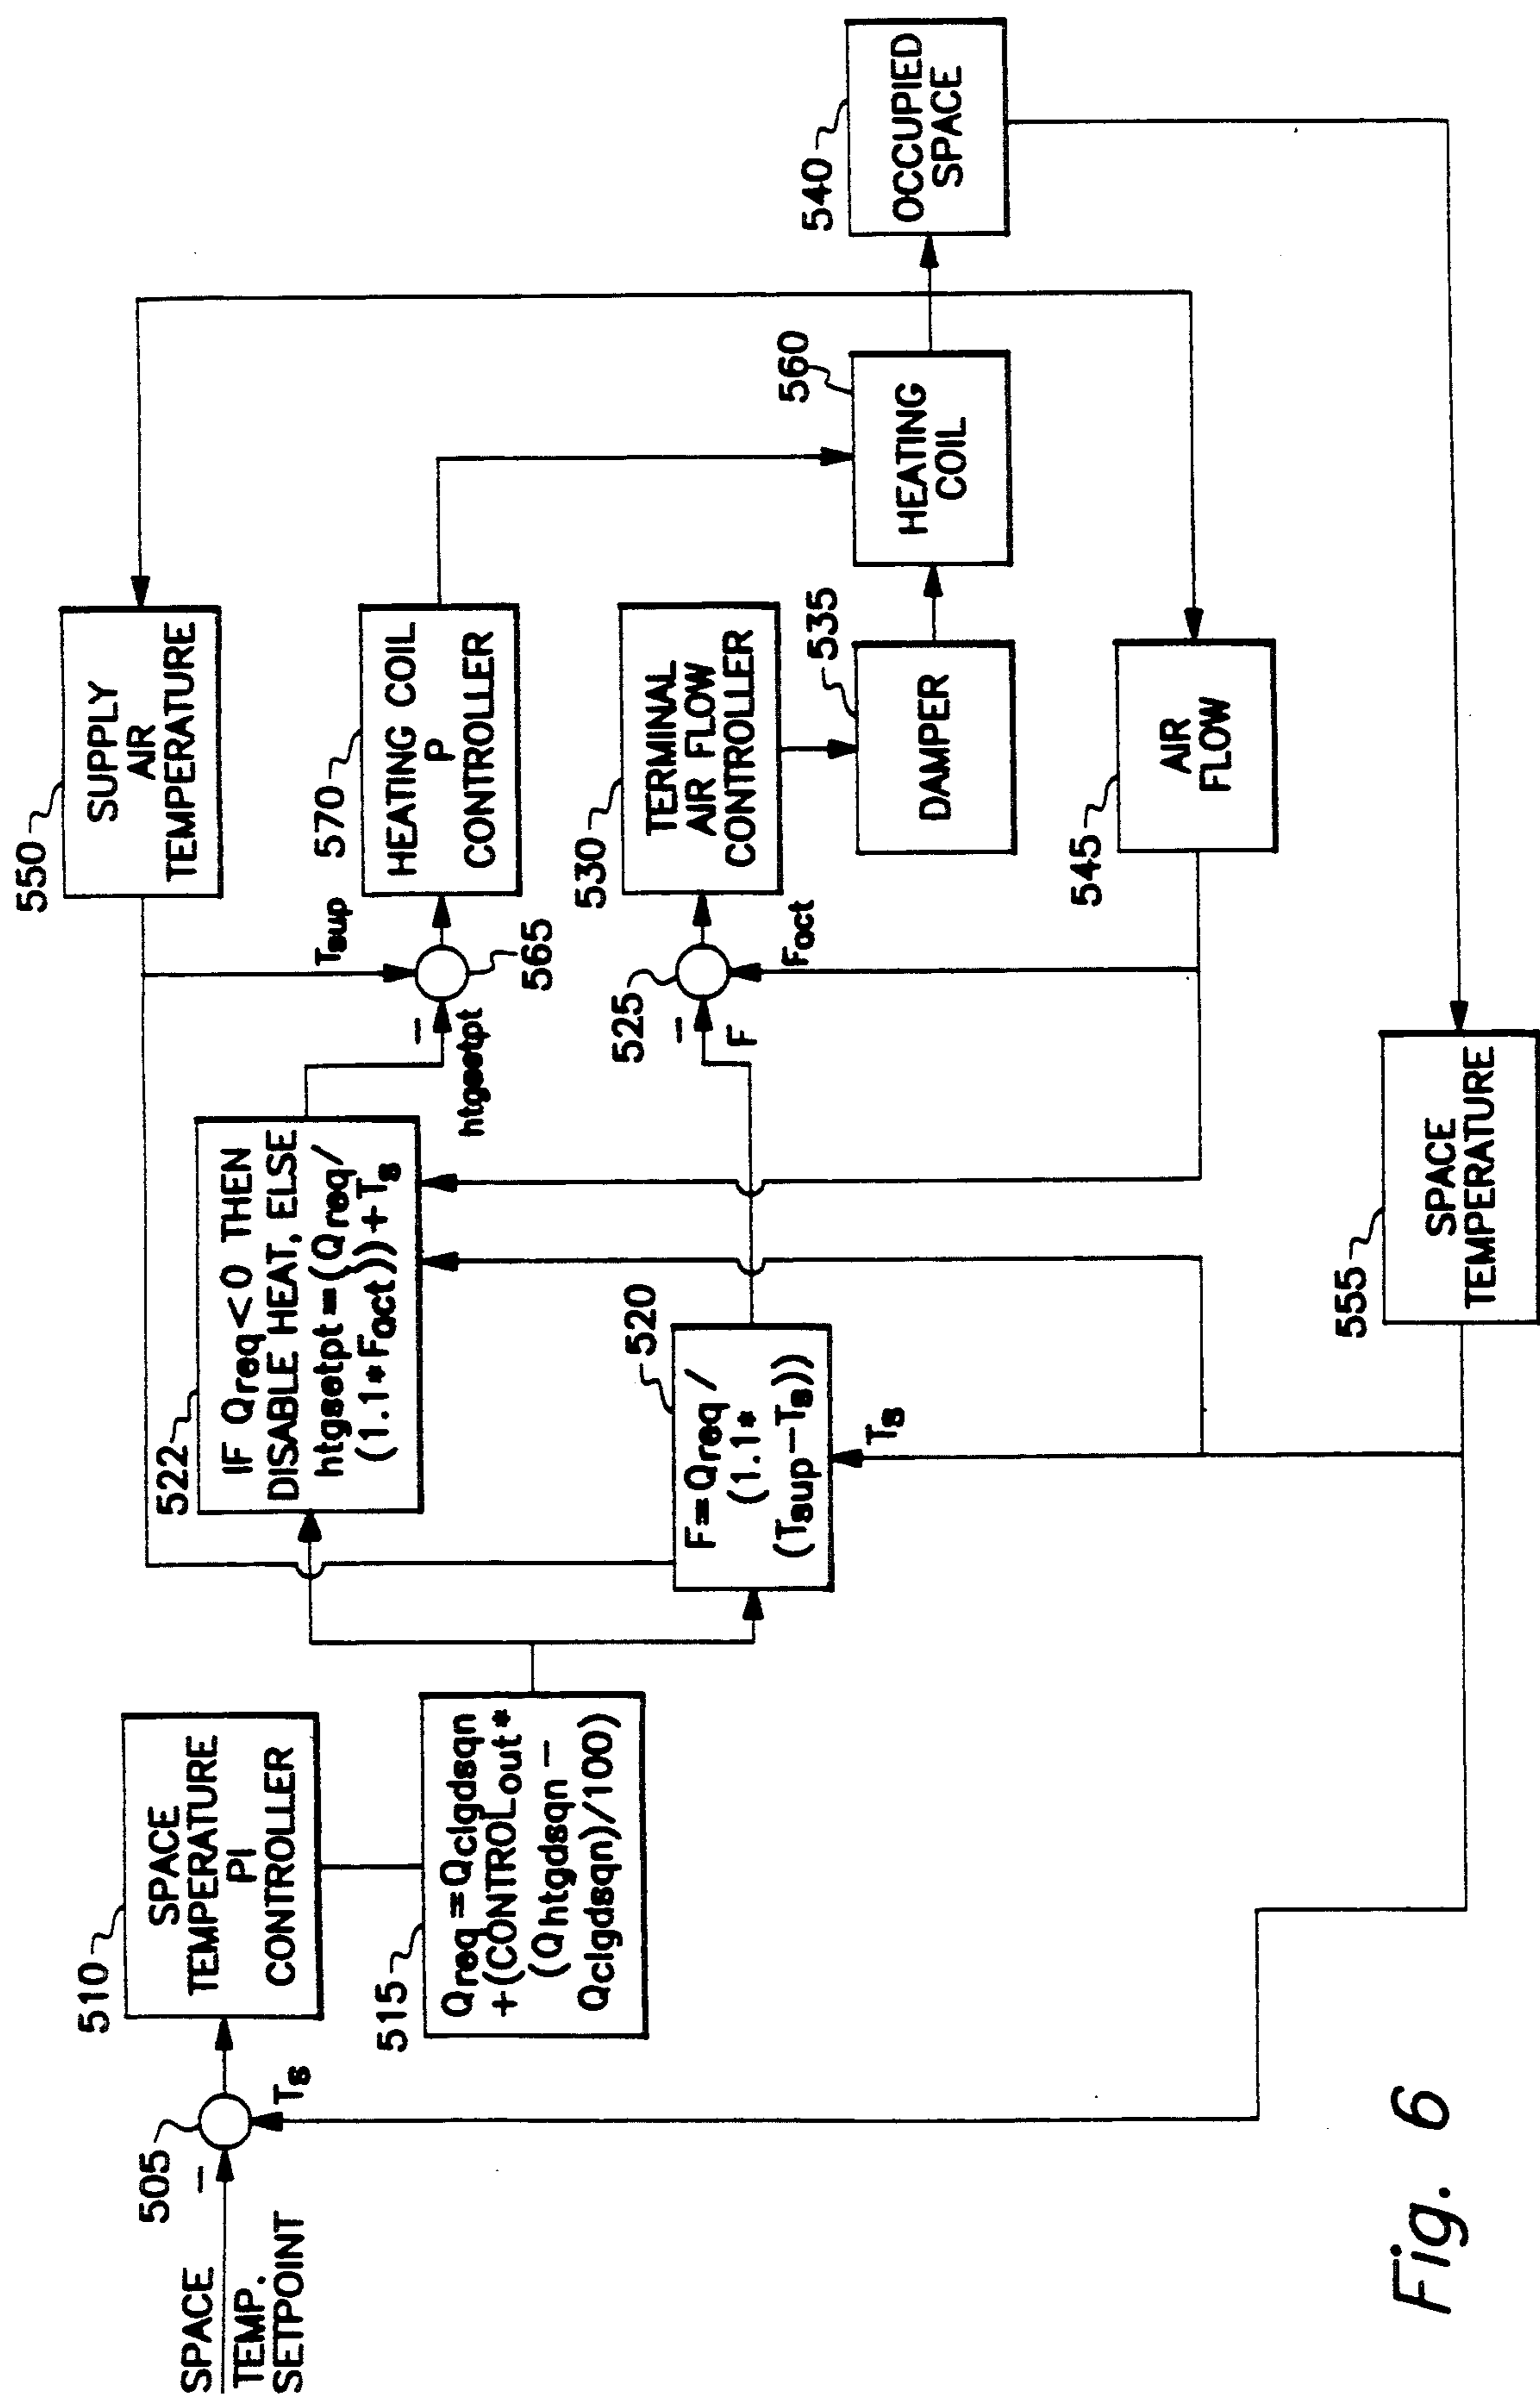 SPACE
TEMP.
SETPOINT
505
–
Ts
510
SPACE
TEMPERATURE
PI
CONTROLLER
515
Qreq=Qclgdsqn
+(CONTROLout*
(Qhtgdsqn–
Qclgdsqn)/100)
522
IF Qreq<0 THEN
DISABLE HEAT, ELSE
htgsetpt=(Qreq/
(1.1*Fact))+Ts
520
F=Qreq/
(1.1*
(Tsup–Ts))
Ts
–
htgsetpt
Tsup
565
525
–
F
Fact
550
SUPPLY
AIR
TEMPERATURE
570
HEATING COIL
P
CONTROLLER
530
TERMINAL
AIR FLOW
CONTROLLER
535
DAMPER
545
AIR
FLOW
555
SPACE
TEMPERATURE
560
HEATING
COIL
540
OCCUPIED
SPACE
Fig. 6